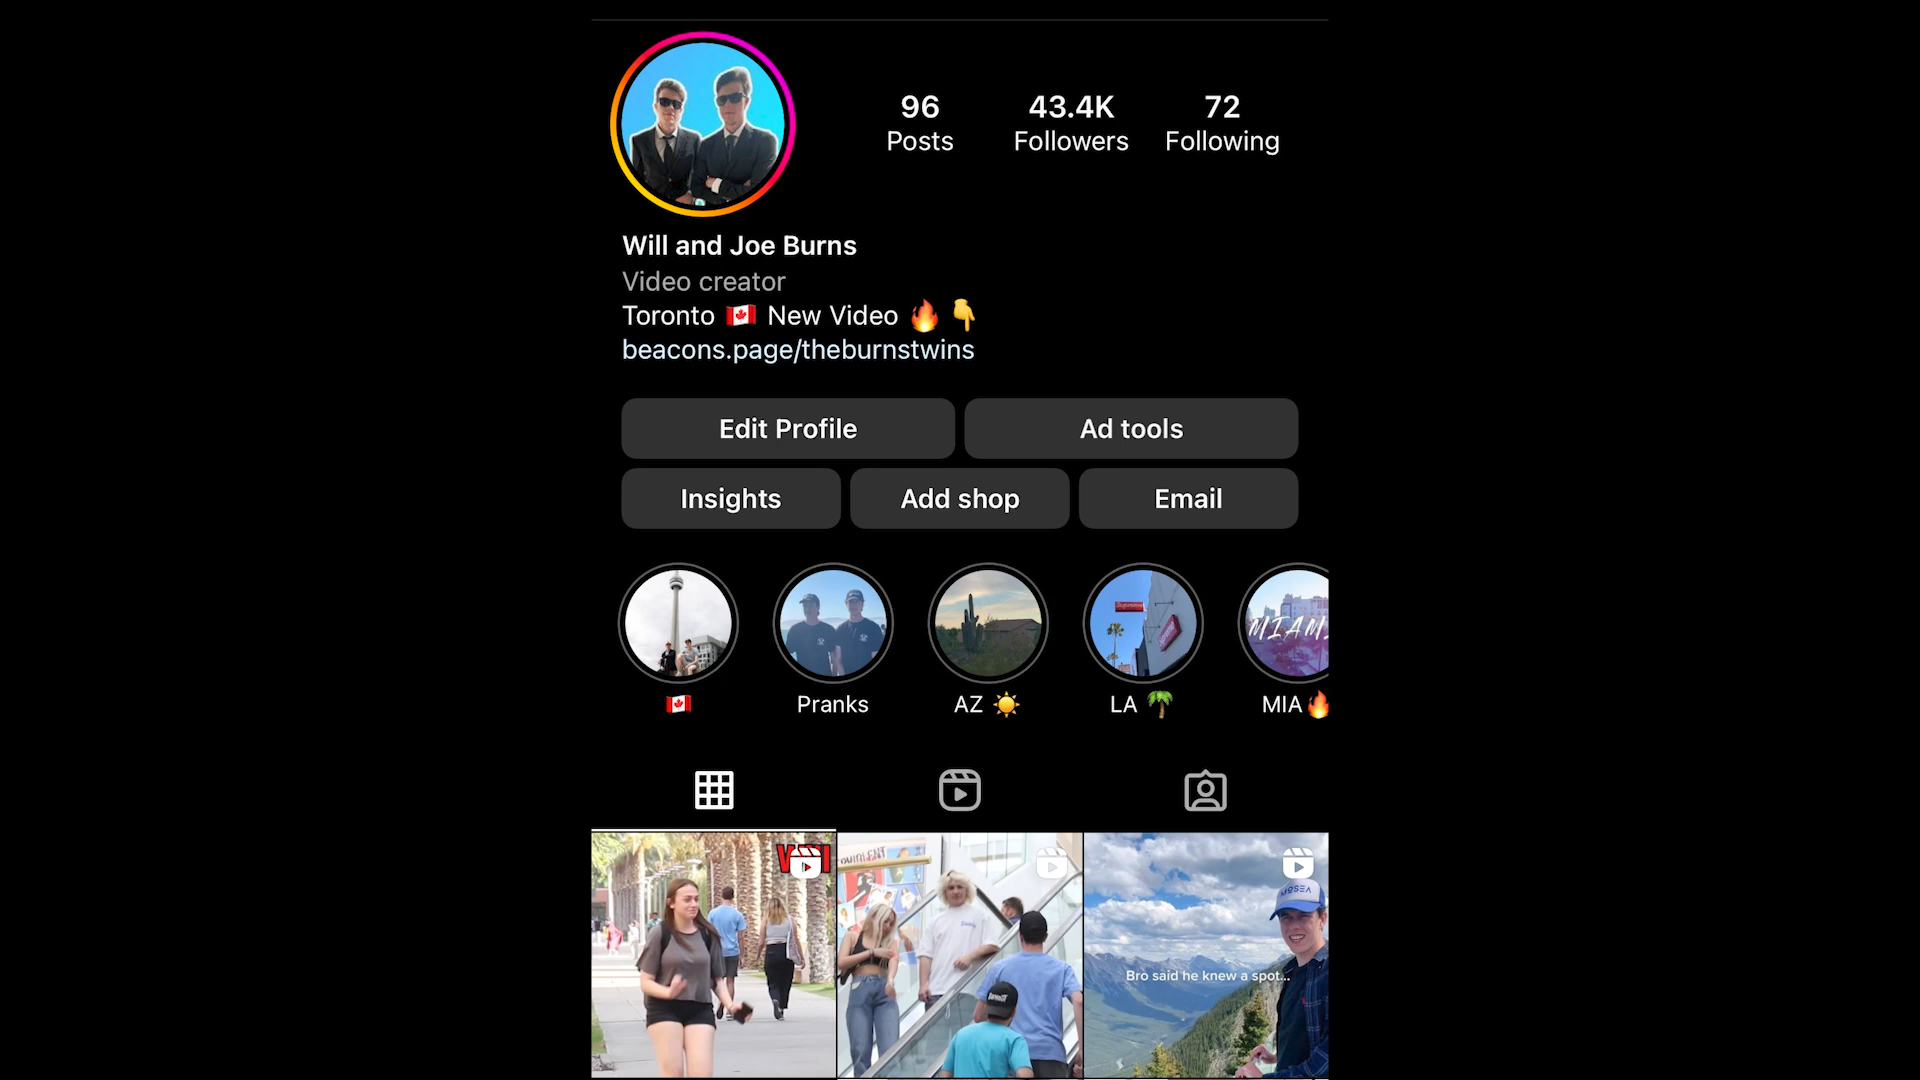 96
Posts
43.4K
Followers
72
Following
Will and Joe Burns
Video creator
Toronto 🇨🇦 New Video 🔥 👇
beacons.page/theburnstwins
Edit Profile
Ad tools
Insights
Add shop
Email
MIAMI
🇨🇦
Pranks
AZ ☀️
LA 🌴
MIA🔥
Bro said he knew a spot...